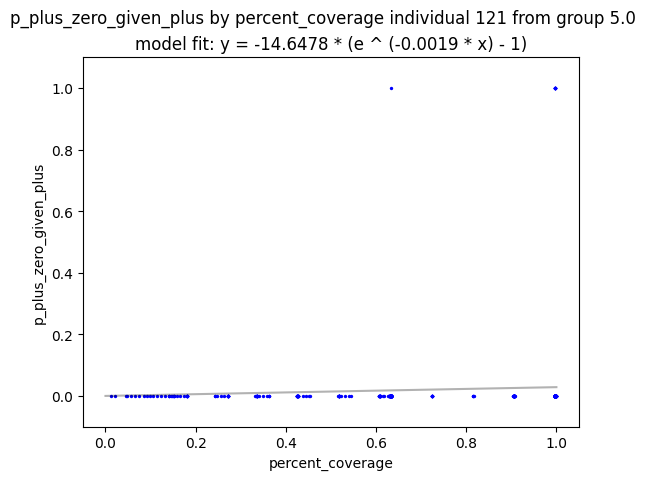 p_plus_zero_given_plus by percent_coverage individual 121 from group 5.0
model fit: y = -14.6478 * (e ^ (-0.0019 * x) - 1)
1.0
0.8
0.6
0.4
0.2
0.0
p_plus_zero_given_plus
0.0 0.2 0.4 0.6 0.8 1.0
percent_coverage